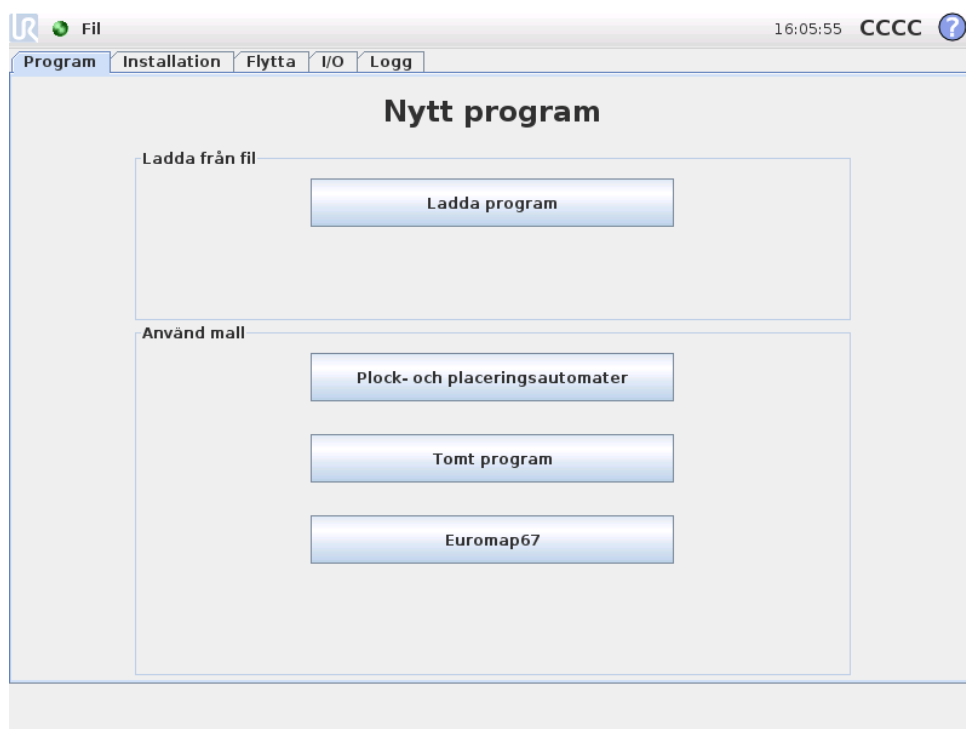 UR Fil 16:05:55 CCCC ?
Program Installation Flytta I/O Logg
Nytt program
Ladda från fil
Ladda program
Använd mall
Plock- och placeringsautomater
Tomt program
Euromap67